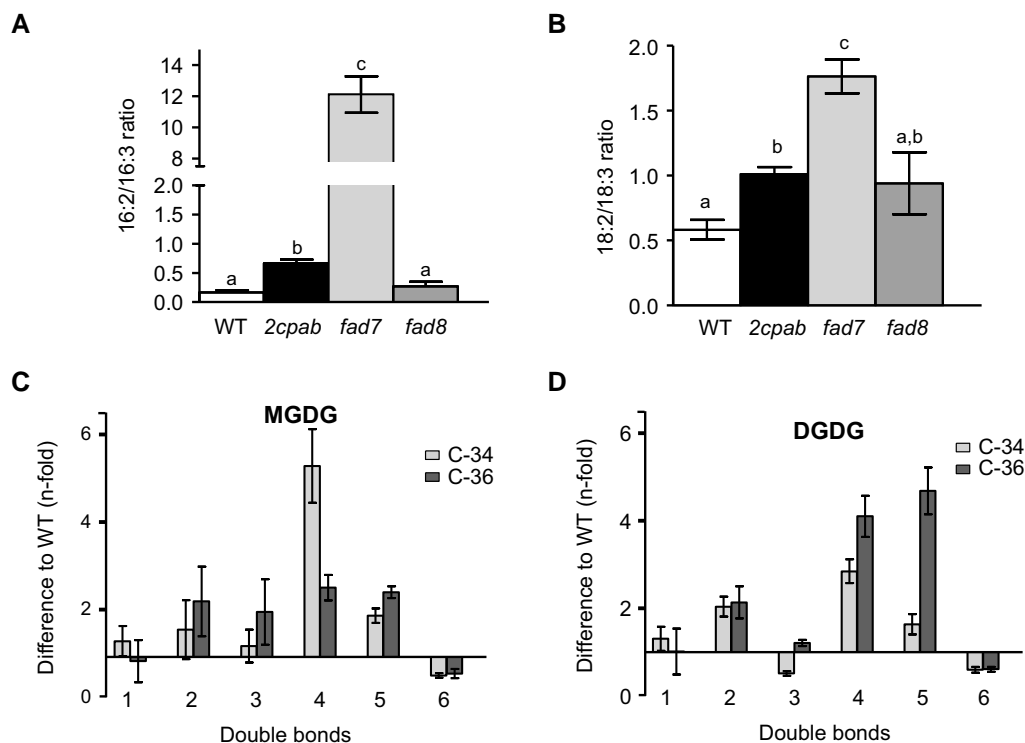 A
16:2/16:3 ratio
14
12
10
8
2.0
1.5
1.0
0.5
0.0
a
b
c
a
WT 2cpab fad7 fad8
B
18:2/18:3 ratio
2.0
1.5
1.0
0.5
0.0
a
b
c
a,b
WT 2cpab fad7 fad8
C
MGDG
Difference to WT (n-fold)
6
4
2
0
C-34
C-36
1 2 3 4 5 6
Double bonds
D
DGDG
Difference to WT (n-fold)
6
4
2
0
C-34
C-36
1 2 3 4 5 6
Double bonds